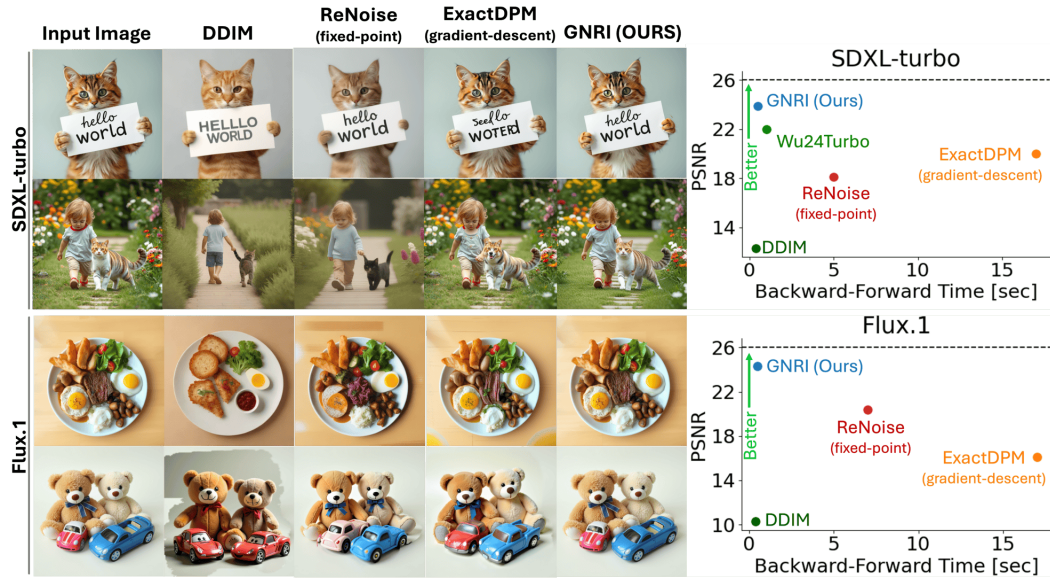 Input Image
DDIM
ReNoise
(fixed-point)
ExactDPM
(gradient-descent)
GNRI (OURS)
SDXL-turbo
hello
world
HELLLO
WORLD
hello
world
WOTERD
hello
world
Flux.1
SDXL-turbo
PSNR
26
22
18
14
Better
GNRI (Ours)
Wu24Turbo
ExactDPM
(gradient-descent)
ReNoise
(fixed-point)
DDIM
0
5
10
15
Backward-Forward Time [sec]
Flux.1
PSNR
26
22
18
14
10
Better
GNRI (Ours)
ReNoise
(fixed-point)
ExactDPM
(gradient-descent)
DDIM
0
5
10
15
Backward-Forward Time [sec]